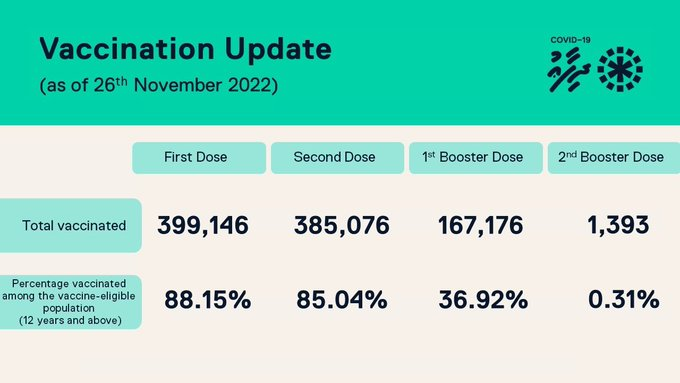 Vaccination Update
(as of 26th November 2022)
COVID-19
First Dose
Second Dose
1st Booster Dose
2nd Booster Dose
Total vaccinated
399,146
385,076
167,176
1,393
Percentage vaccinated
among the vaccine-eligible
population
(12 years and above)
88.15%
85.04%
36.92%
0.31%